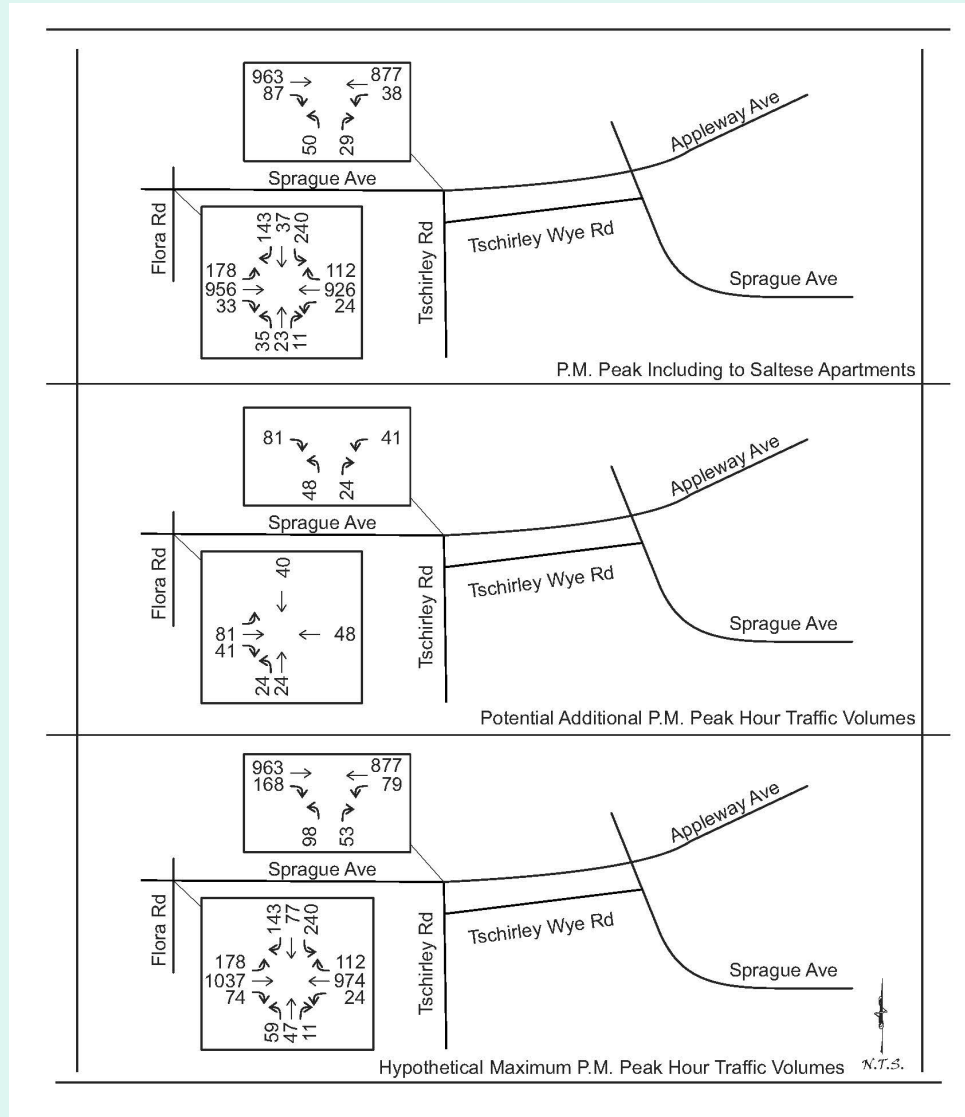 963 877
87 38
50 29
Sprague Ave
Appleway Ave
Flora Rd
143 37 240
178 112
956 926
33 24
35 23 11
Tschirley Rd
Tschirley Wye Rd
Sprague Ave
P.M. Peak Including to Saltese Apartments
81 41
48 24
Sprague Ave
Appleway Ave
Flora Rd
40
81 48
41
24 24
Tschirley Rd
Tschirley Wye Rd
Sprague Ave
Potential Additional P.M. Peak Hour Traffic Volumes
963 877
168 79
98 53
Sprague Ave
Appleway Ave
Flora Rd
143 77 240
178 112
1037 974
74 24
59 47 11
Tschirley Rd
Tschirley Wye Rd
Sprague Ave
Hypothetical Maximum P.M. Peak Hour Traffic Volumes
N.T.S.